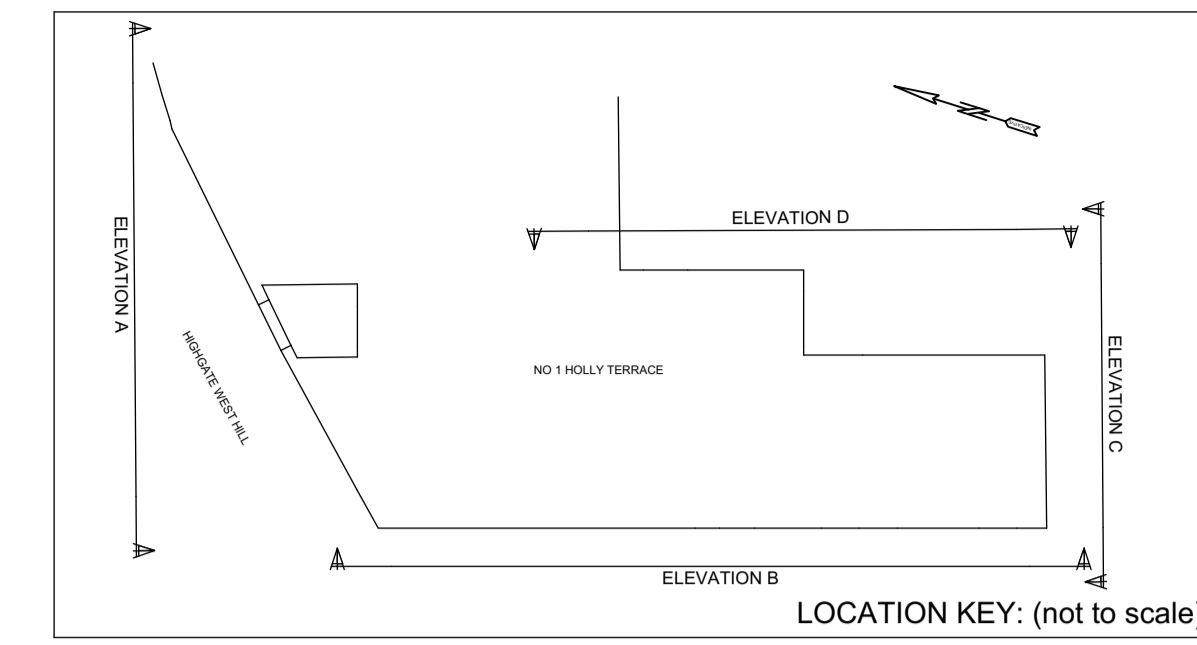 ELEVATION D
ELEVATION A
HIGHGATE WEST HILL
NO 1 HOLLY TERRACE
ELEVATION C
ELEVATION B
LOCATION KEY: (not to scale)